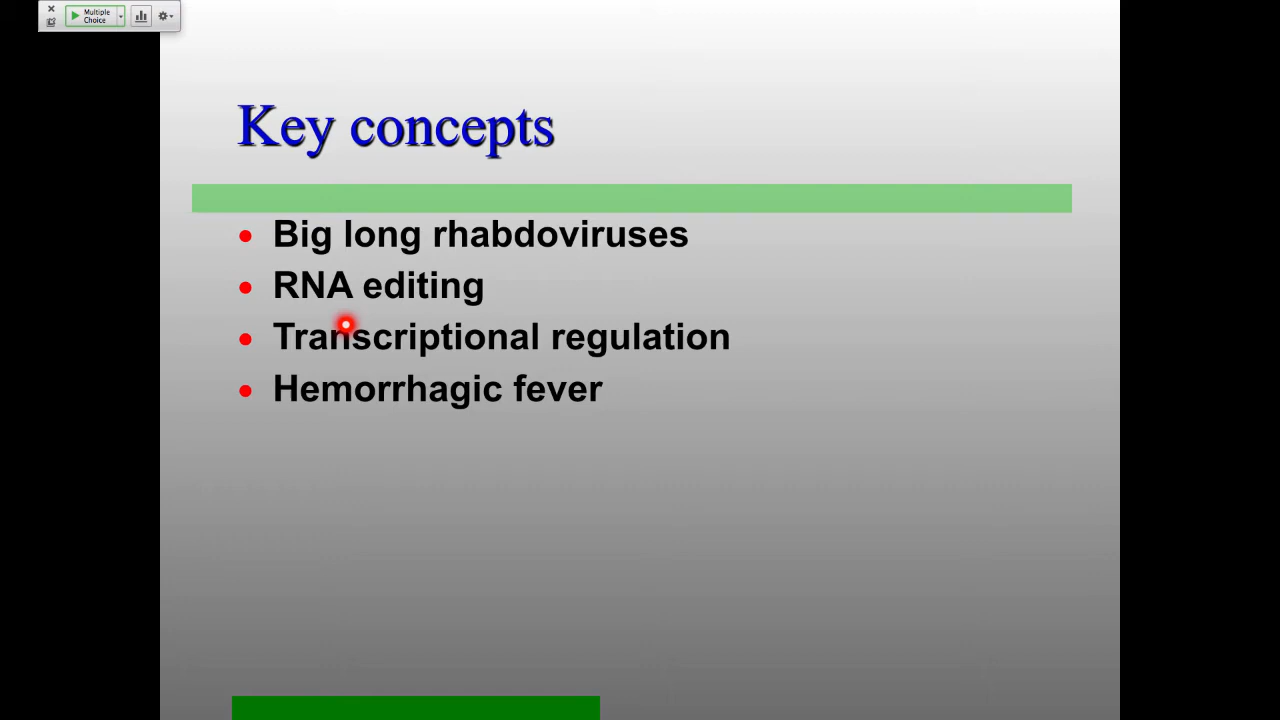 Multiple
Choice
Key concepts
Big long rhabdoviruses
RNA editing
Transcriptional regulation
Hemorrhagic fever